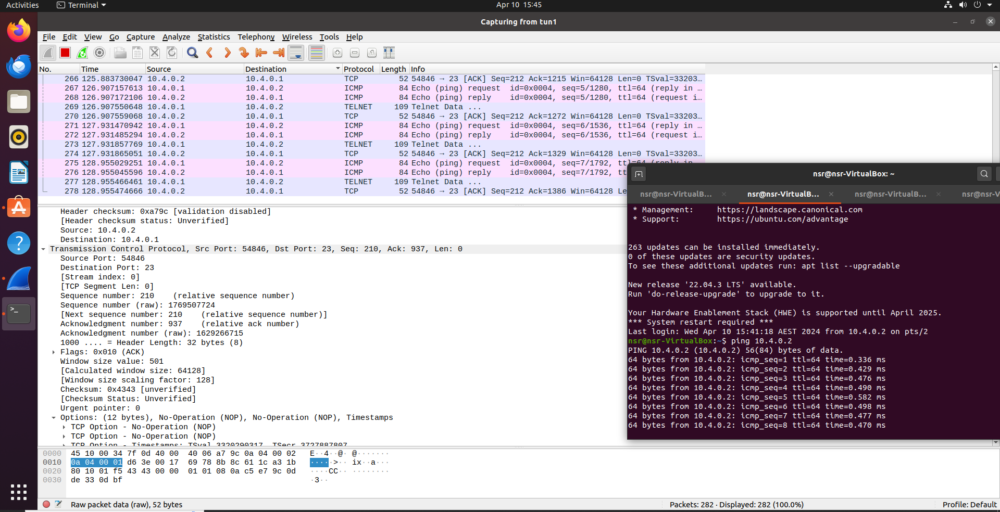 Activities Terminal Apr 10 15:45
Capturing from tun1
File Edit View Go Capture Analyze Statistics Telephony Wireless Tools Help
No. Time Source Destination Protocol Length Info
266 125.883730047 10.4.0.2 10.4.0.1 TCP 52 54846 → 23 [ACK] Seq=212 Ack=1215 Win=64128 Len=0 TSval=33203…
267 126.907157613 10.4.0.1 10.4.0.2 ICMP 84 Echo (ping) request id=0x0004, seq=5/1280, ttl=64 (reply in …
268 126.907172106 10.4.0.2 10.4.0.1 ICMP 84 Echo (ping) reply id=0x0004, seq=5/1280, ttl=64 (request i…
269 126.907550648 10.4.0.1 10.4.0.2 TELNET 109 Telnet Data ...
270 126.907559068 10.4.0.2 10.4.0.1 TCP 52 54846 → 23 [ACK] Seq=212 Ack=1272 Win=64128 Len=0 TSval=33203…
271 127.931470942 10.4.0.1 10.4.0.2 ICMP 84 Echo (ping) request id=0x0004, seq=6/1536, ttl=64 (reply in …
272 127.931485294 10.4.0.2 10.4.0.1 ICMP 84 Echo (ping) reply id=0x0004, seq=6/1536, ttl=64 (request i…
273 127.931857769 10.4.0.1 10.4.0.2 TELNET 109 Telnet Data ...
274 127.931865051 10.4.0.2 10.4.0.1 TCP 52 54846 → 23 [ACK] Seq=212 Ack=1329 Win=64128 Len=0 TSval=33203…
275 128.955029251 10.4.0.1 10.4.0.2 ICMP 84 Echo (ping) request id=0x0004, seq=7/1792, ttl=64 (reply in
276 128.955045596 10.4.0.2 10.4.0.1 ICMP 84 Echo (ping) reply id=0x0004, seq=7/1792, tt
277 128.955466461 10.4.0.1 10.4.0.2 TELNET 109 Telnet Data ...
278 128.955474666 10.4.0.2 10.4.0.1 TCP 52 54846 → 23 [ACK] Seq=212 Ack=1386 Win=64128 Le
Header checksum: 0xa79c [validation disabled]
[Header checksum status: Unverified]
Source: 10.4.0.2
Destination: 10.4.0.1
Transmission Control Protocol, Src Port: 54846, Dst Port: 23, Seq: 210, Ack: 937, Len: 0
Source Port: 54846
Destination Port: 23
[Stream index: 0]
[TCP Segment Len: 0]
Sequence number: 210 (relative sequence number)
Sequence number (raw): 1769507724
[Next sequence number: 210 (relative sequence number)]
Acknowledgment number: 937 (relative ack number)
Acknowledgment number (raw): 1629266715
1000 .... = Header Length: 32 bytes (8)
Flags: 0x010 (ACK)
Window size value: 501
[Calculated window size: 64128]
[Window size scaling factor: 128]
Checksum: 0x4343 [unverified]
[Checksum Status: Unverified]
Urgent pointer: 0
Options: (12 bytes), No-Operation (NOP), No-Operation (NOP), Timestamps
TCP Option - No-Operation (NOP)
TCP Option - No-Operation (NOP)
TCP Option - Timestamps: TSval 3320290317, TSecr 3727887807
0000 45 10 00 34 7f 0d 40 00 40 06 a7 9c 0a 04 00 02 E··4··@· @·······
0010 0a 04 00 01 d6 3e 00 17 69 78 8b 8c 61 1c a3 1b ·····>·· ix··a···
0020 80 10 01 f5 43 43 00 00 01 01 08 0a c5 e7 9c 0d ····CC·· ········
0030 de 33 0d bf ·3··
Raw packet data (raw), 52 bytes
Packets: 282 · Displayed: 282 (100.0%)
Profile: Default
nsr@nsr-VirtualBox: ~
nsr@nsr-VirtualB... × nsr@nsr-VirtualB... × nsr@nsr-VirtualB... × nsr@nsr-V
* Management: https://landscape.canonical.com
* Support: https://ubuntu.com/advantage
263 updates can be installed immediately.
0 of these updates are security updates.
To see these additional updates run: apt list --upgradable
New release '22.04.3 LTS' available.
Run 'do-release-upgrade' to upgrade to it.
Your Hardware Enablement Stack (HWE) is supported until April 2025.
*** System restart required ***
Last login: Wed Apr 10 15:41:18 AEST 2024 from 10.4.0.2 on pts/2
nsr@nsr-VirtualBox:~$ ping 10.4.0.2
PING 10.4.0.2 (10.4.0.2) 56(84) bytes of data.
64 bytes from 10.4.0.2: icmp_seq=1 ttl=64 time=0.336 ms
64 bytes from 10.4.0.2: icmp_seq=2 ttl=64 time=0.429 ms
64 bytes from 10.4.0.2: icmp_seq=3 ttl=64 time=0.476 ms
64 bytes from 10.4.0.2: icmp_seq=4 ttl=64 time=0.490 ms
64 bytes from 10.4.0.2: icmp_seq=5 ttl=64 time=0.582 ms
64 bytes from 10.4.0.2: icmp_seq=6 ttl=64 time=0.498 ms
64 bytes from 10.4.0.2: icmp_seq=7 ttl=64 time=0.477 ms
64 bytes from 10.4.0.2: icmp_seq=8 ttl=64 time=0.470 ms